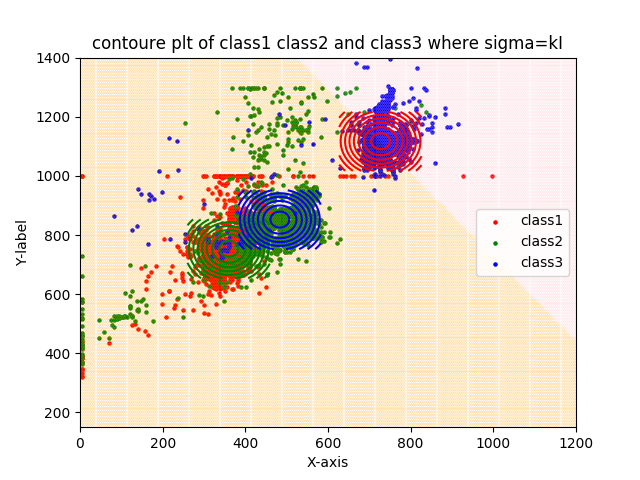 contoure plt of class1 class2 and class3 where sigma=kI
1400
1200
1000
800
600
400
200
Y-label
0 200 400 600 800 1000 1200
X-axis
class1
class2
class3